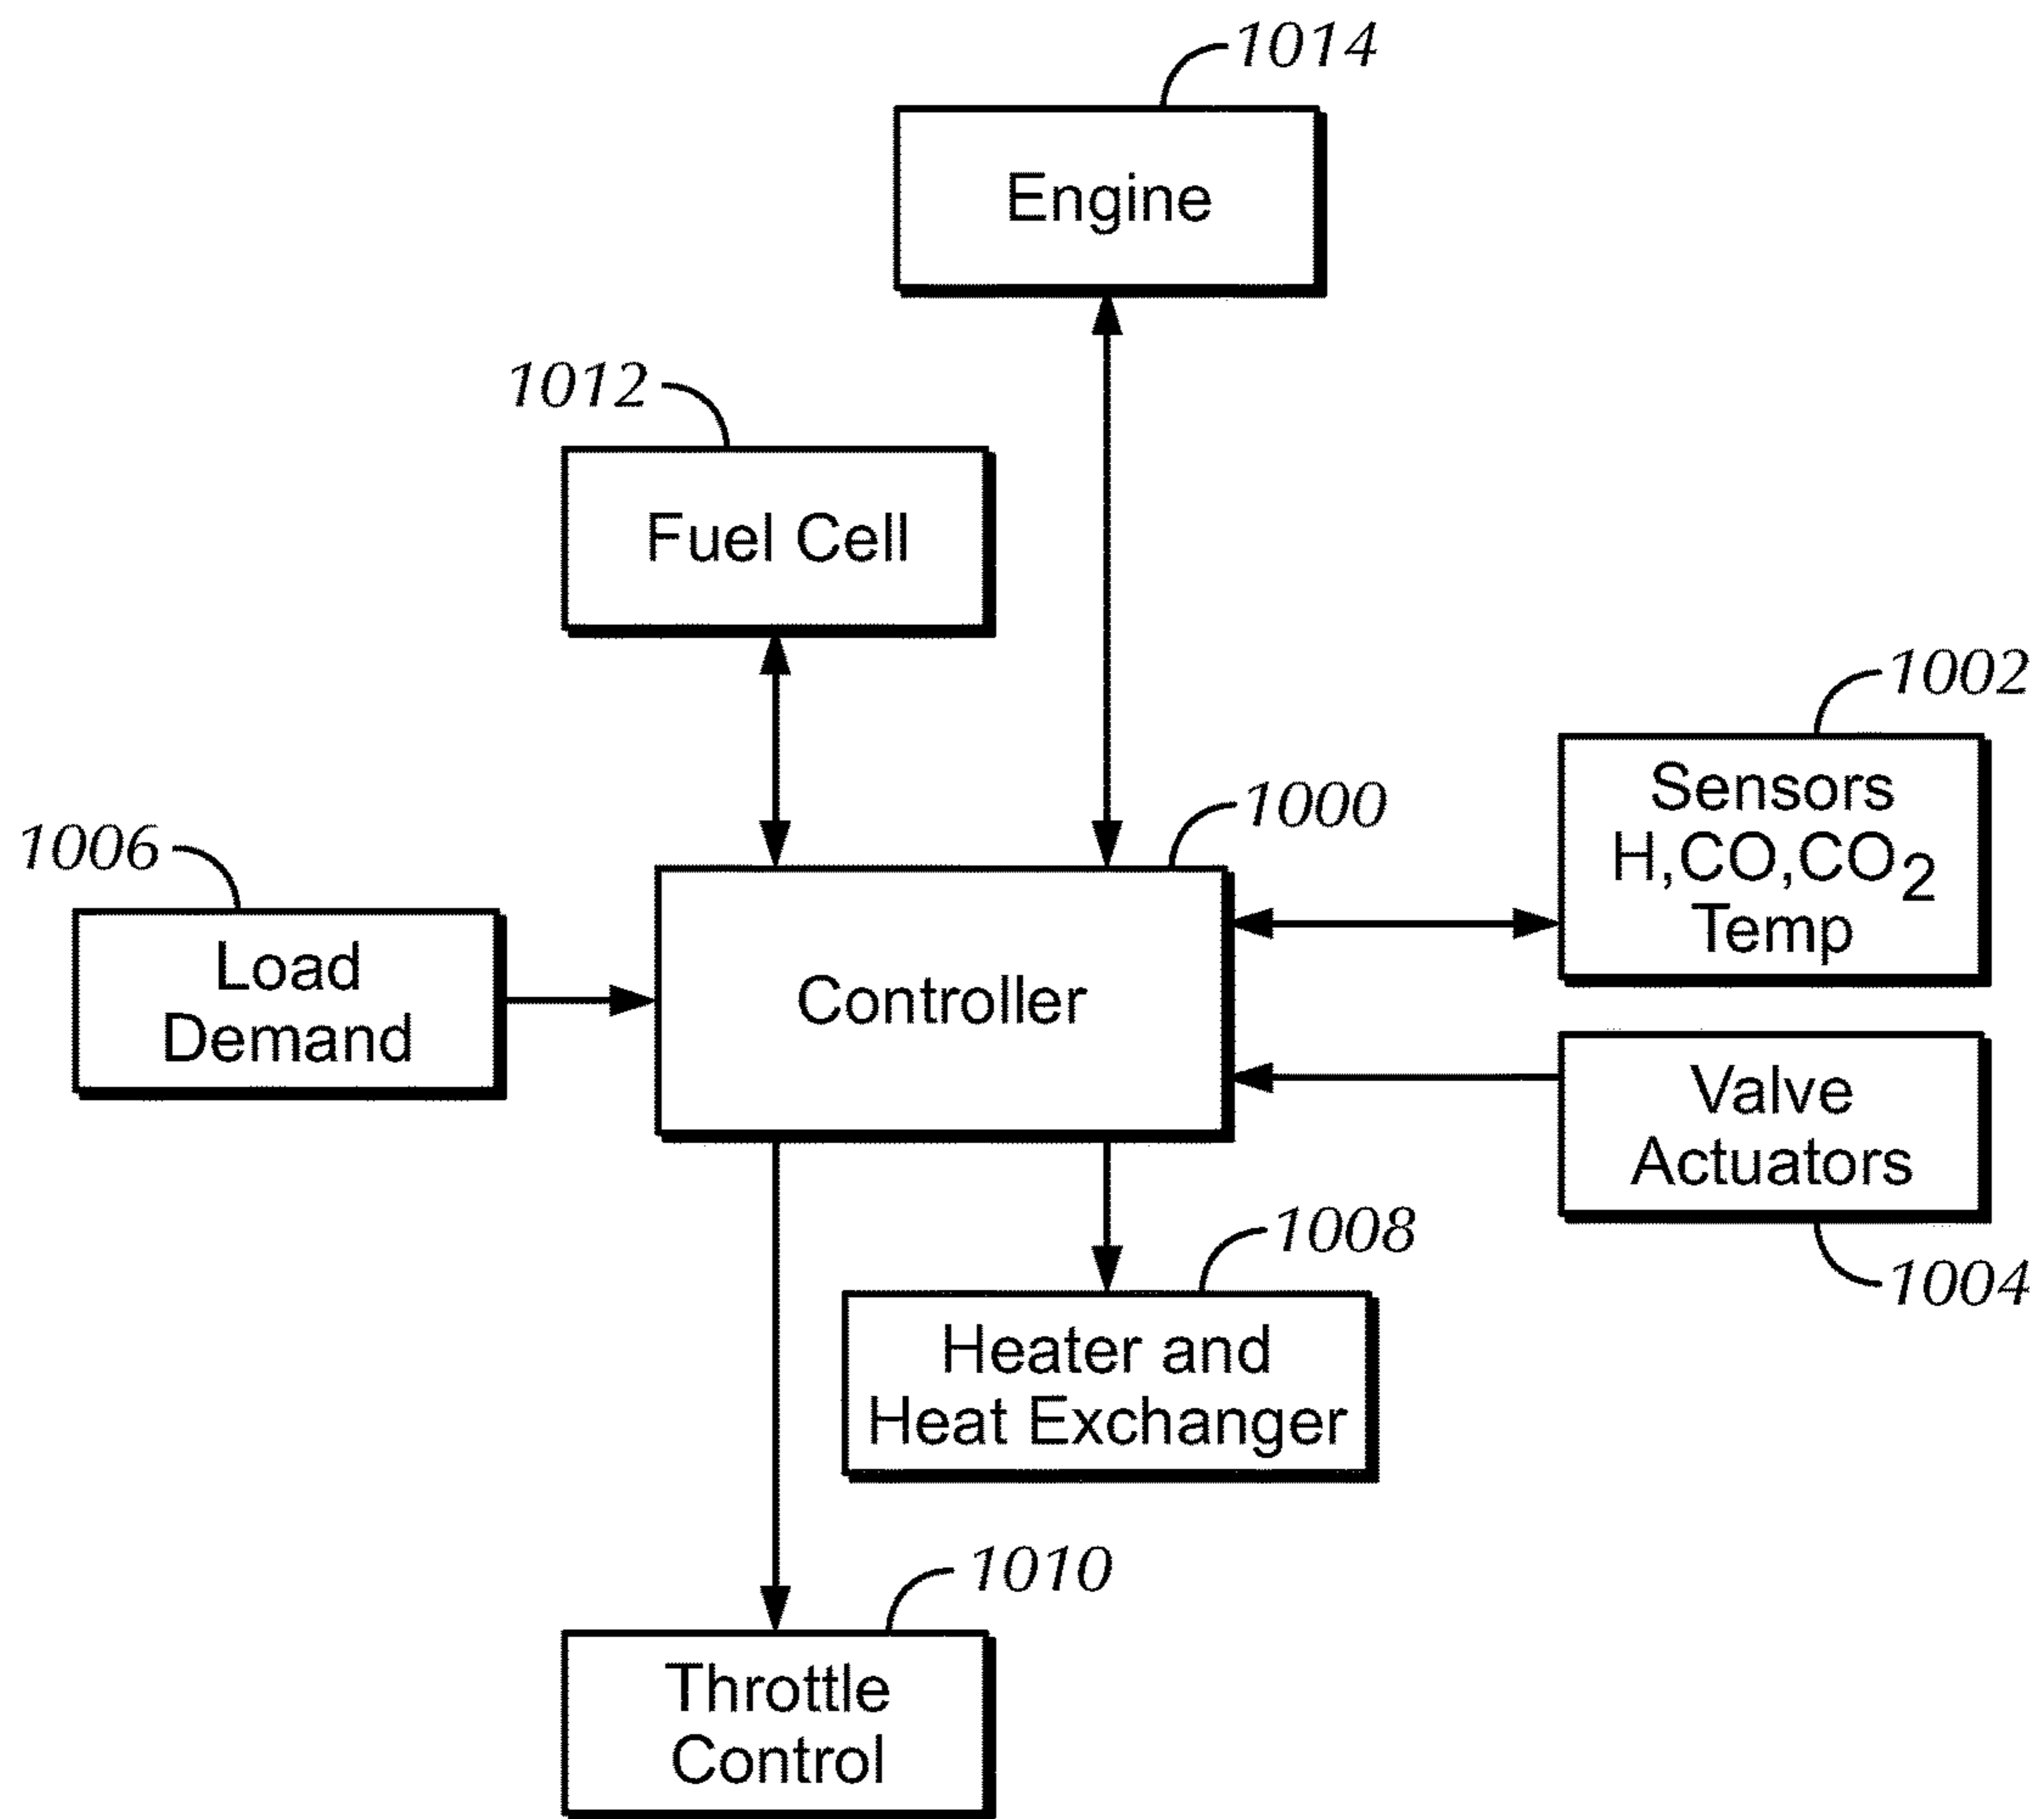 1014
Engine
1012
Fuel Cell
1002
Sensors
H,CO,CO₂
Temp
1000
Controller
1006
Load
Demand
Valve
Actuators
1004
1008
Heater and
Heat Exchanger
1010
Throttle
Control